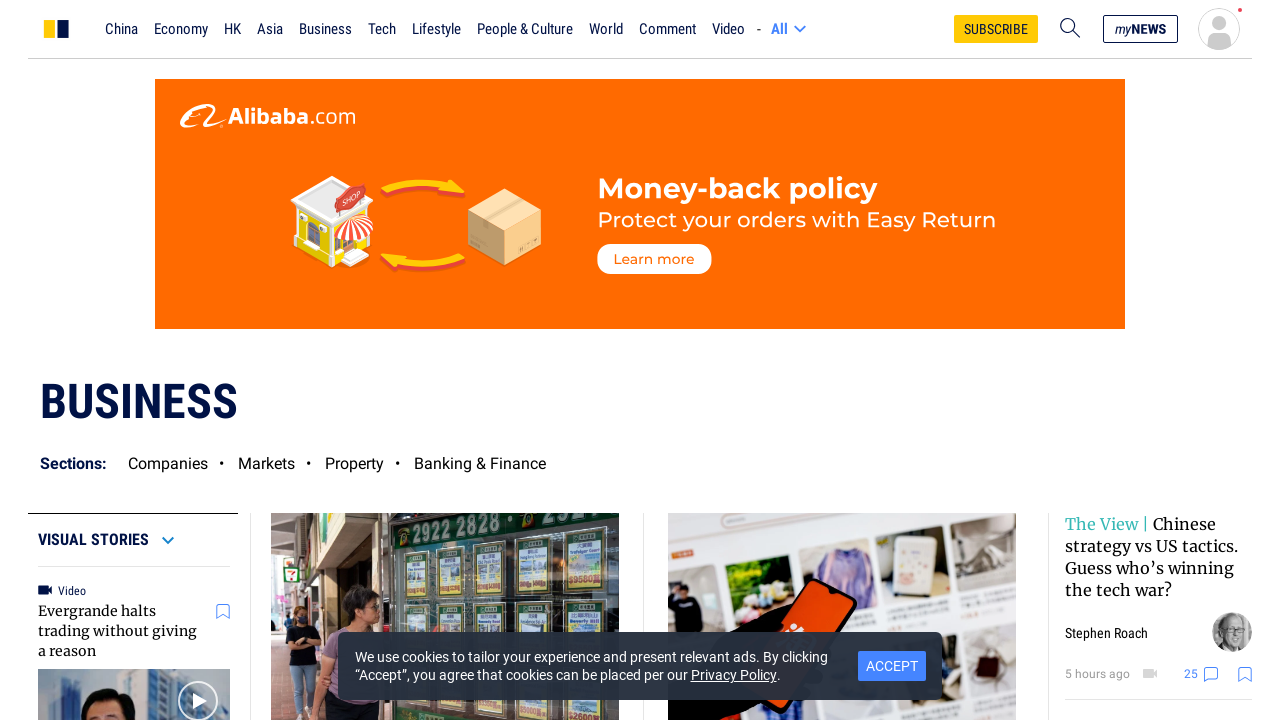 China Economy HK Asia Business Tech Lifestyle People & Culture World Comment Video - All
SUBSCRIBE
myNEWS
Alibaba.com
SHOP
Money-back policy
Protect your orders with Easy Return
Learn more
BUSINESS
Sections: Companies • Markets • Property • Banking & Finance
VISUAL STORIES
Video
Evergrande halts
trading without giving
a reason
2922 2828
The View | Chinese
strategy vs US tactics.
Guess who’s winning
the tech war?
Stephen Roach
5 hours ago
25
We use cookies to tailor your experience and present relevant ads. By clicking
“Accept”, you agree that cookies can be placed per our Privacy Policy.
ACCEPT